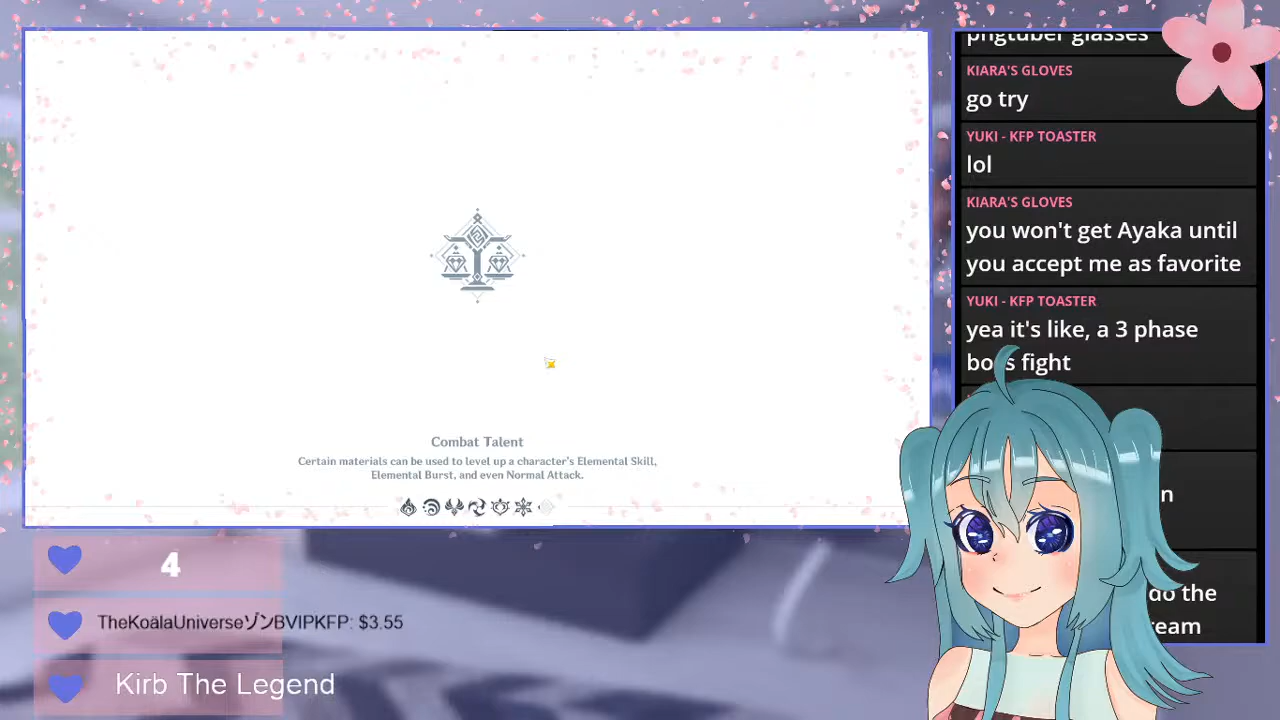 Combat Talent
Certain materials can be used to level up a character's Elemental Skill,
Elemental Burst, and even Normal Attack.
pngtuber glasses
KIARA'S GLOVES
go try
YUKI - KFP TOASTER
lol
KIARA'S GLOVES
you won't get Ayaka until
you accept me as favorite
YUKI - KFP TOASTER
yea it's like, a 3 phase
boss fight
do the
4
TheKoalaUniverseゾンBVIPKFP: $3.55
Kirb The Legend